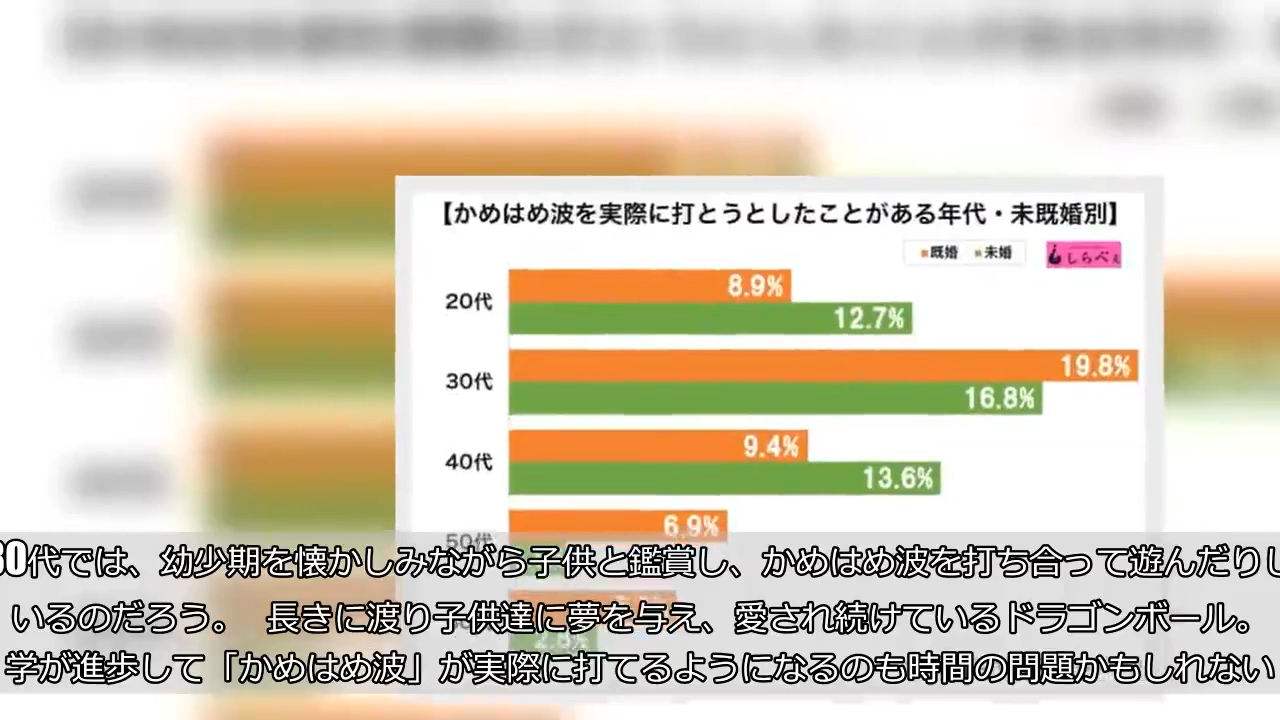 【かめはめ波を実際に打とうとしたことがある年代・未既婚別】
既婚 未婚
しらべぇ
20代
8.9%
12.7%
30代
19.8%
16.8%
40代
9.4%
13.6%
50代
6.9%
2.8%
30代では、幼少期を懐かしみながら子供と鑑賞し、かめはめ波を打ち合って遊んだりし
いるのだろう。 長きに渡り子供達に夢を与え、愛され続けているドラゴンボール。
学が進歩して「かめはめ波」が実際に打てるようになるのも時間の問題かもしれない